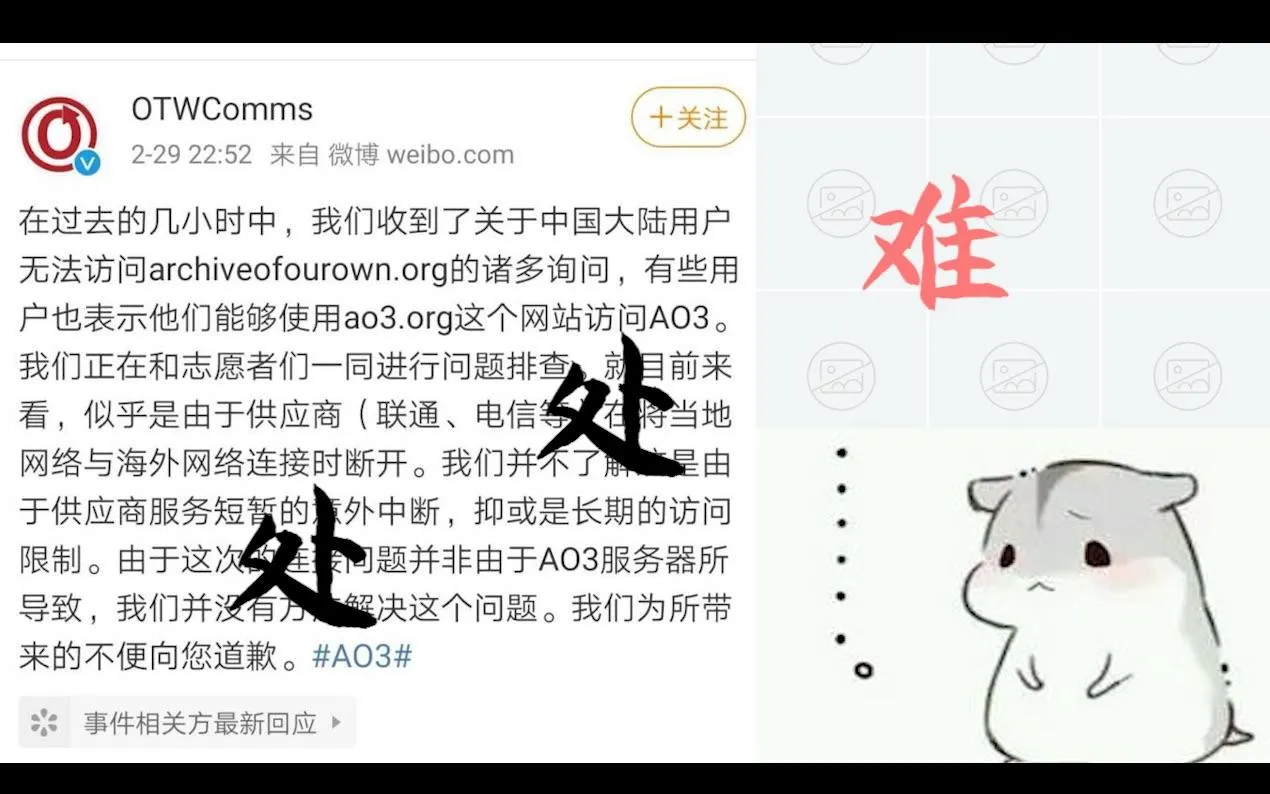 OTWComms
+关注
2-29 22:52 来自 微博 weibo.com
在过去的几小时中，我们收到了关于中国大陆用户
无法访问archiveofourown.org的诸多询问，有些用
户也表示他们能够使用ao3.org这个网站访问AO3。
我们正在和志愿者们一同进行问题排查。就目前来
看，似乎是由于供应商（联通、电信等）在将当地
网络与海外网络连接时断开。我们并不了解这是由
于供应商服务短暂的意外中断，抑或是长期的访问
限制。由于这次的连接问题并非由于AO3服务器所
导致，我们并没有方法解决这个问题。我们为所带
来的不便向您道歉。#AO3#
事件相关方最新回应
难
处
处